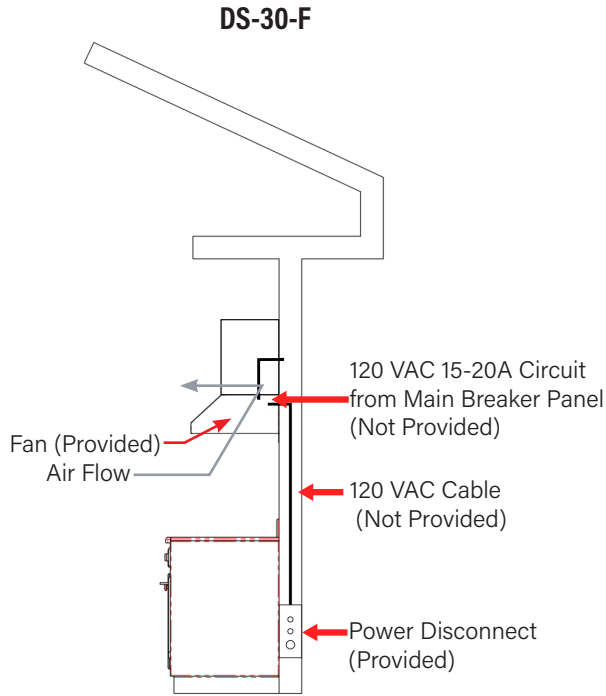 DS-30-F
120 VAC 15-20A Circuit
from Main Breaker Panel
(Not Provided)
Fan (Provided)
Air Flow
120 VAC Cable
(Not Provided)
Power Disconnect
(Provided)